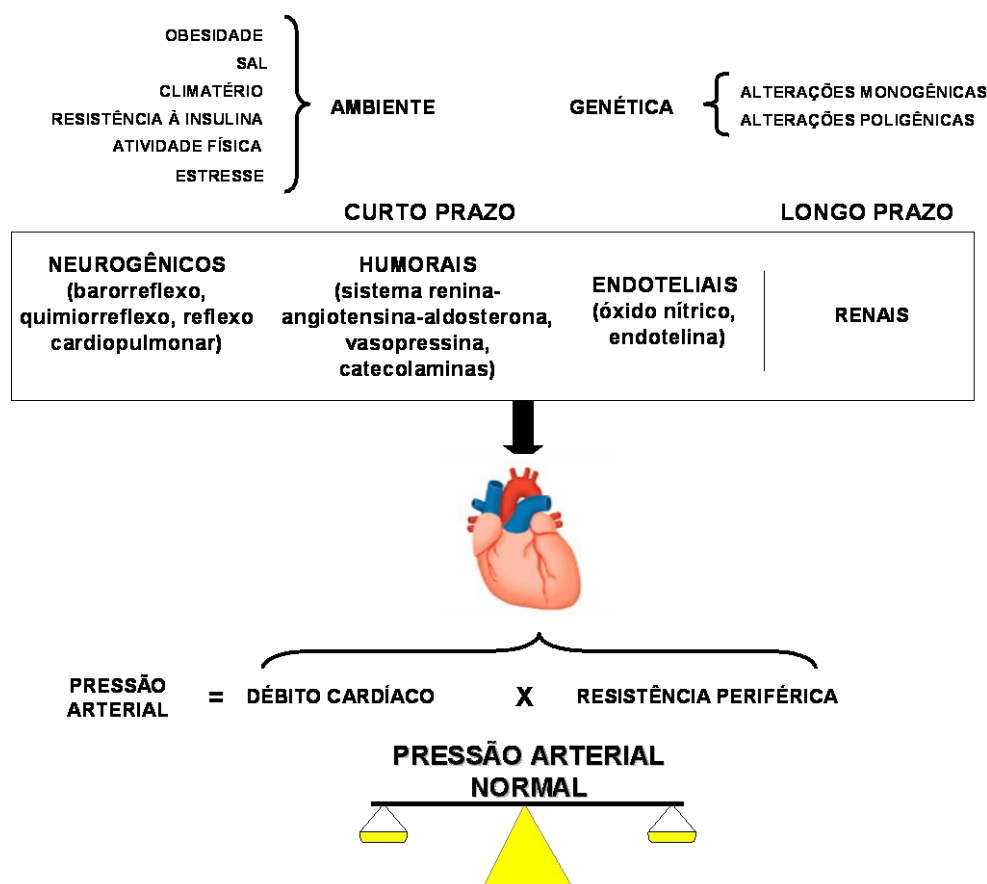 OBESIDADE
SAL
CLIMATÉRIO
RESISTÊNCIA À INSULINA
ATIVIDADE FÍSICA
ESTRESSE
AMBIENTE
GENÉTICA
ALTERAÇÕES MONOGÊNICAS
ALTERAÇÕES POLIGÊNICAS
CURTO PRAZO
LONGO PRAZO
NEUROGÊNICOS
(barorreflexo,
quimiorreflexo, reflexo
cardiopulmonar)
HUMORAIS
(sistema renina-
angiotensina-aldosterona,
vasopressina,
catecolaminas)
ENDOTELIAIS
(óxido nítrico,
endotelina)
RENAIS
PRESSÃO
ARTERIAL
= DÉBITO CARDÍACO X RESISTÊNCIA PERIFÉRICA
PRESSÃO ARTERIAL
NORMAL